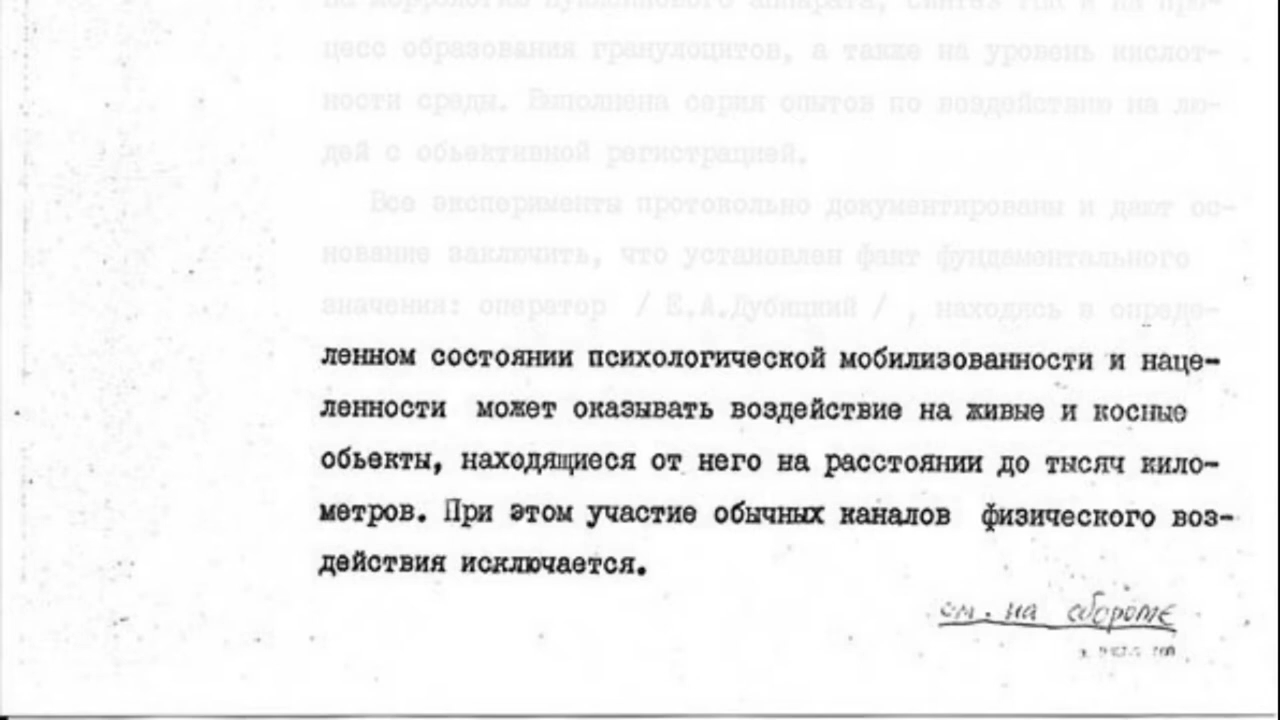 на морфологию нуклеинового аппарата, синтез РНК и на про-
цесс образования гранулоцитов, а также на уровень кислот-
ности среды. Выполнена серия опытов по воздействию на лю-
дей с обьективной регистрацией.
Все эксперименты протокольно документированы и дают ос-
нование заключить, что установлен факт фундаментального
значения: оператор / Е.А.Дубицкий / , находясь в опреде-
ленном состоянии психологической мобилизованности и наце-
ленности может оказывать воздействие на живые и косные
обьекты, находящиеся от него на расстоянии до тысяч кило-
метров. При этом участие обычных каналов физического воз-
действия исключается.
см. на обороте